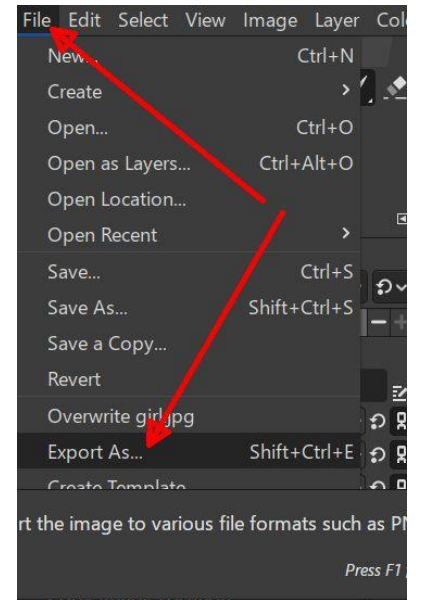 File Edit Select View Image Layer
New... Ctrl+N
Create >
Open... Ctrl+O
Open as Layers... Ctrl+Alt+O
Open Location...
Open Recent >
Save... Ctrl+S
Save As... Shift+Ctrl+S
Save a Copy...
Revert
Overwrite girl.jpg
Export As... Shift+Ctrl+E
Create Template
rt the image to various file formats such as
Press F1